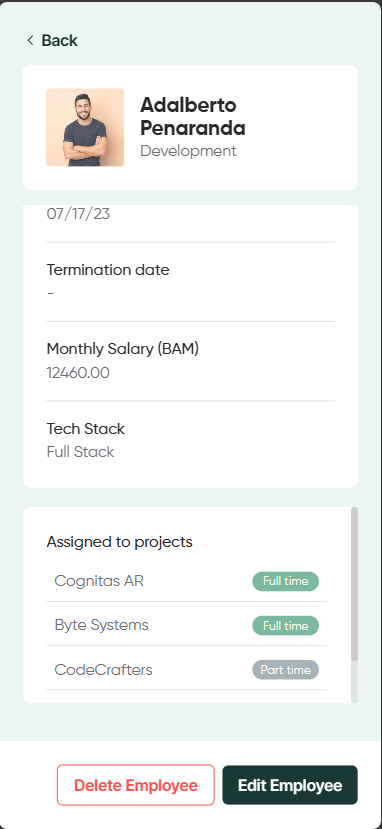 Back
Adalberto
Penaranda
Development
07/17/23
Termination date
-
Monthly Salary (BAM)
12460.00
Tech Stack
Full Stack
Assigned to projects
Cognitas AR Full time
Byte Systems Full time
CodeCrafters Part time
Delete Employee Edit Employee